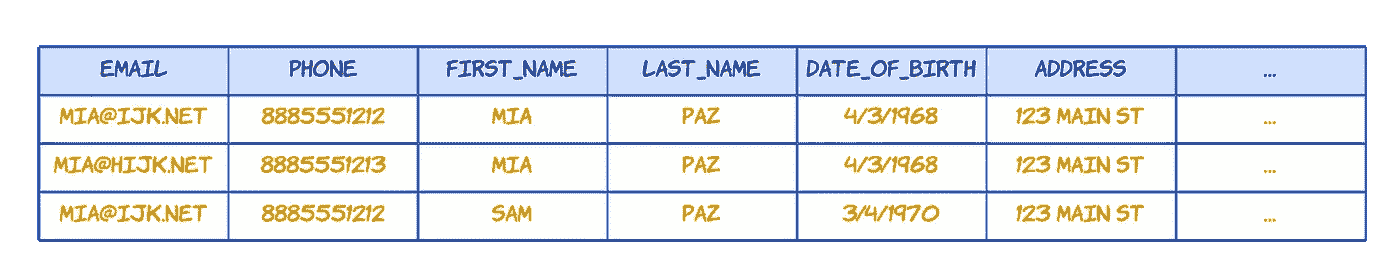 EMAIL PHONE FIRST_NAME LAST_NAME DATE_OF_BIRTH ADDRESS ...
MIA@IJK.NET 8885551212 MIA PAZ 4/3/1968 123 MAIN ST ...
MIA@HIJK.NET 8885551213 MIA PAZ 4/3/1968 123 MAIN ST ...
MIA@IJK.NET 8885551212 SAM PAZ 3/4/1970 123 MAIN ST ...